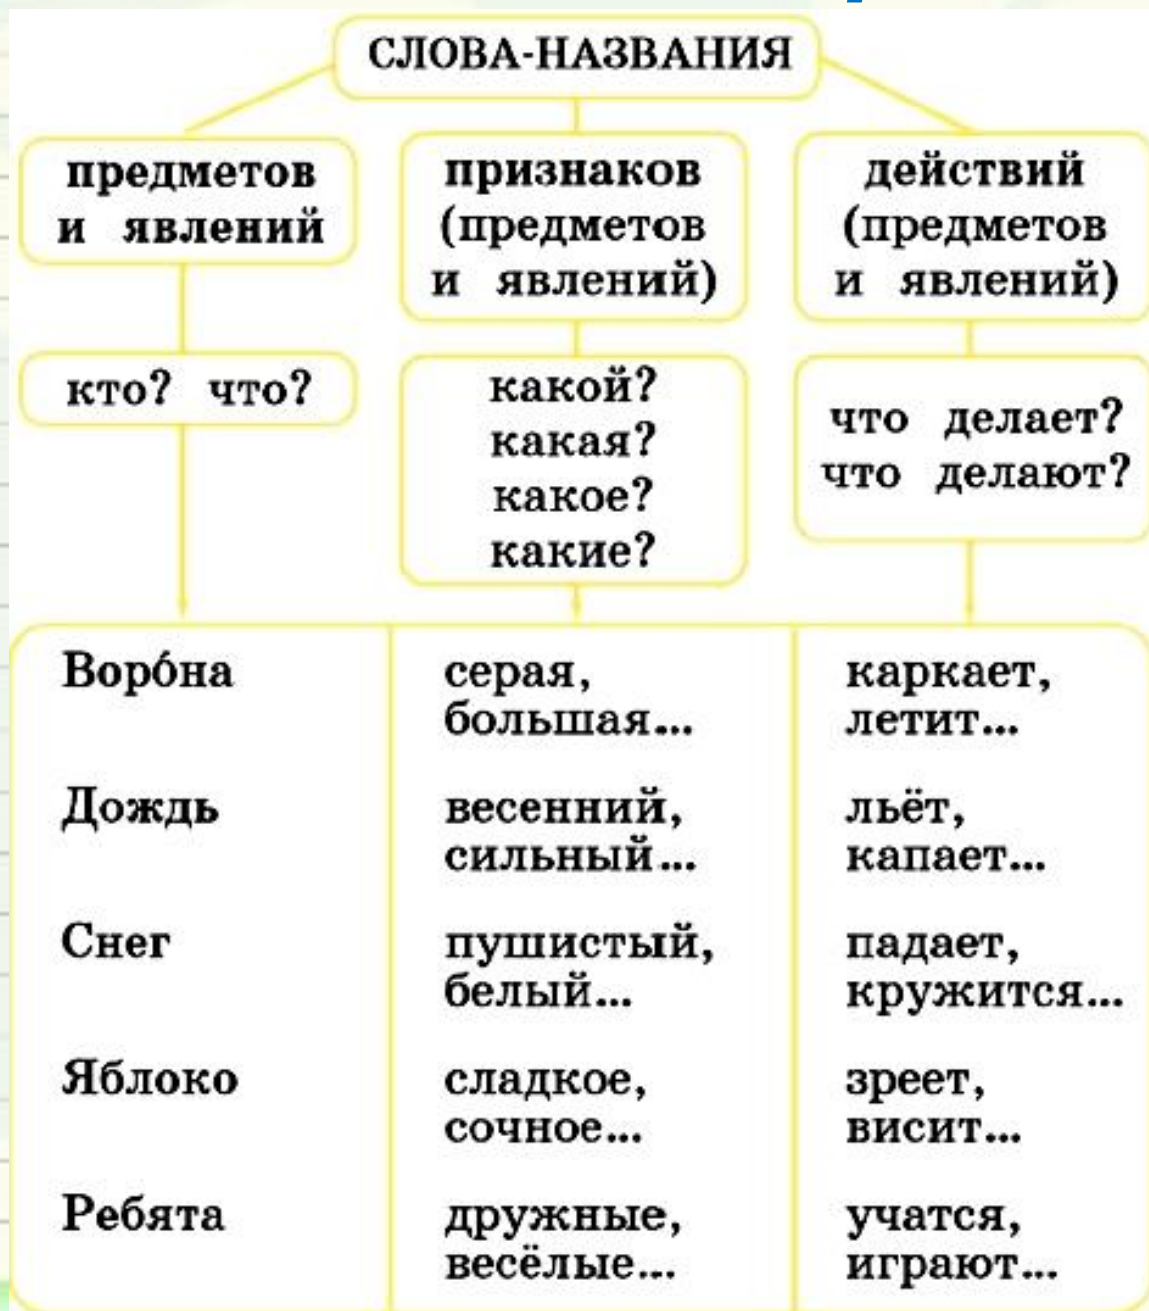 СЛОВА-НАЗВАНИЯ
предметов
и явлений
признаков
(предметов
и явлений)
действий
(предметов
и явлений)
кто? что?
какой?
какая?
какое?
какие?
что делает?
что делают?
Воро́на
серая,
большая...
каркает,
летит...
Дождь
весенний,
сильный...
льёт,
капает...
Снег
пушистый,
белый...
падает,
кружится...
Яблоко
сладкое,
сочное...
зреет,
висит...
Ребята
дружные,
весёлые...
учатся,
играют...